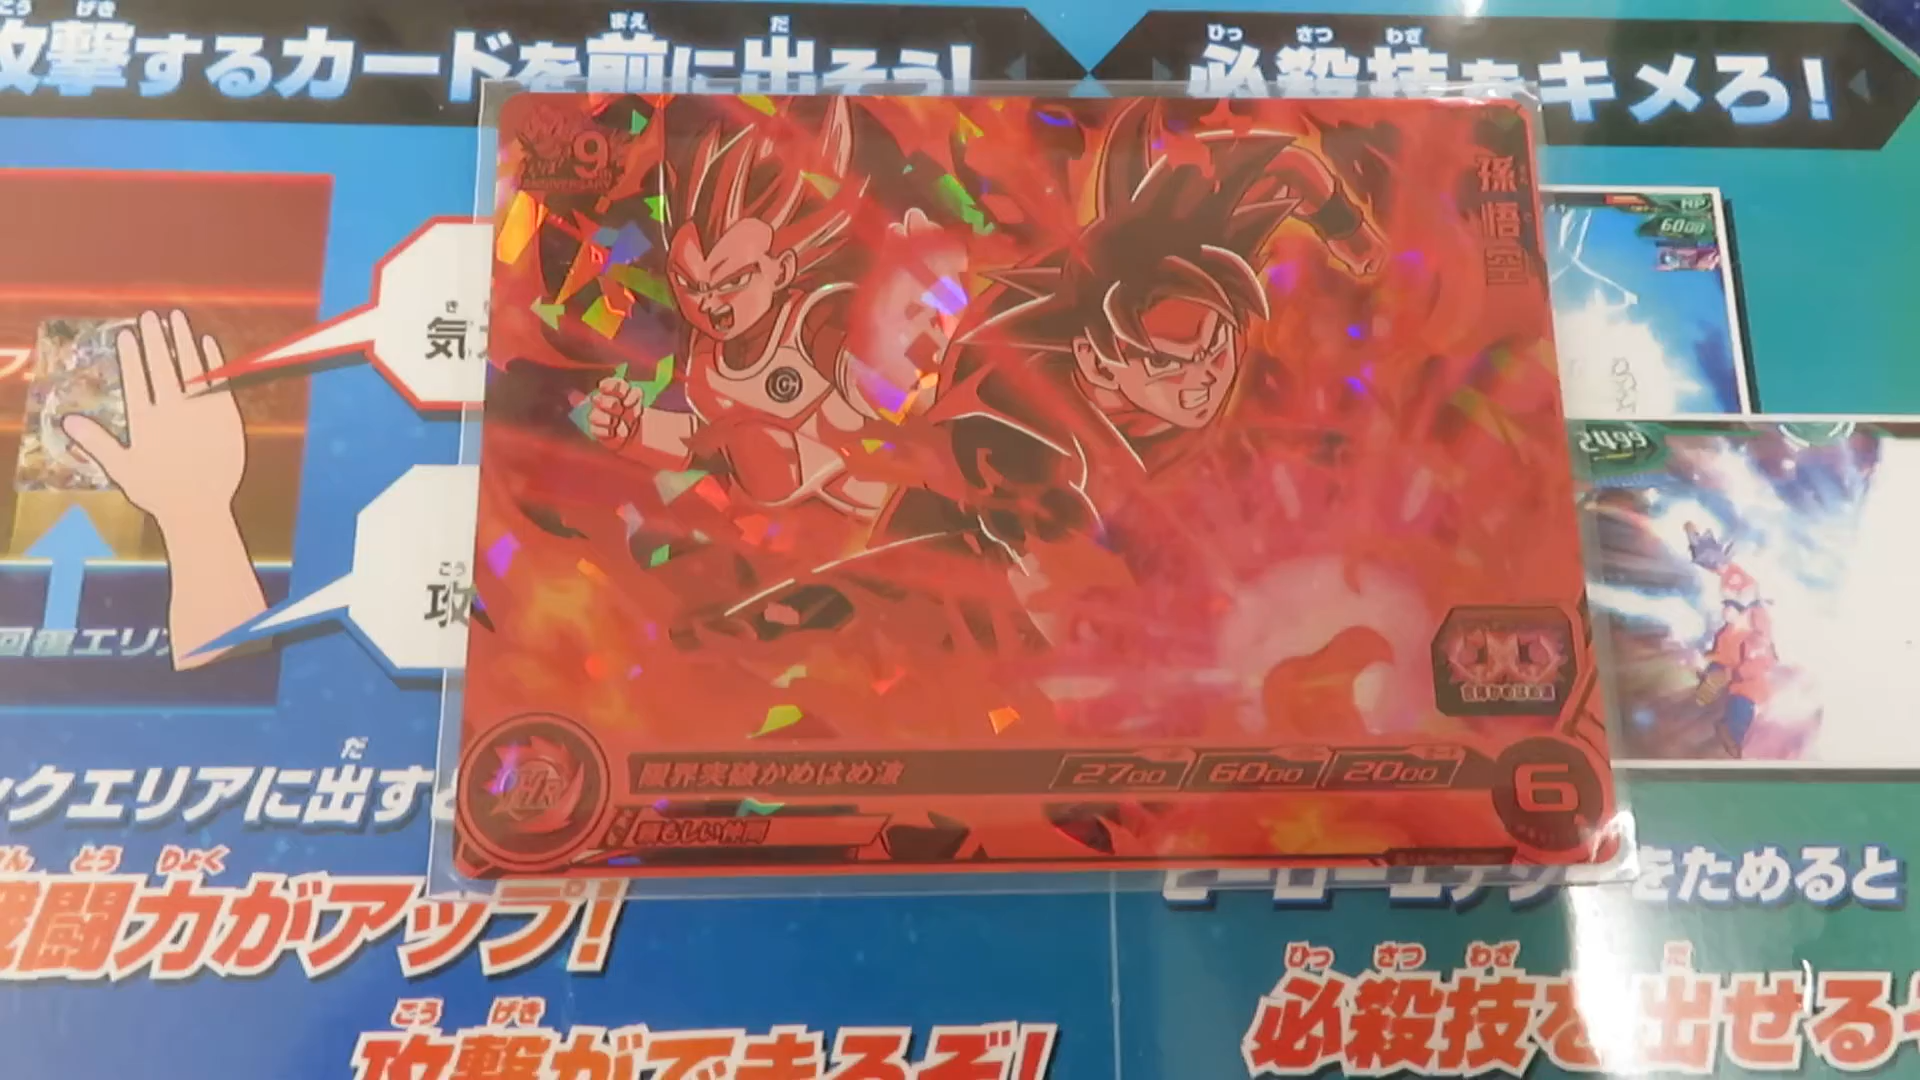 攻撃するカードを前に出そう!
必殺技をキメろ!
9th
ANNIVERSARY
孫悟空
6000
2499
気
攻
回復エリア
限界突破かめはめ波
2700 6000 2000
6
HR
頼もしい仲間
ックエリアに出すと
戦闘力がアップ!
攻撃ができるぞ!
ヒーローエナジーをためると
必殺技を出せるぞ